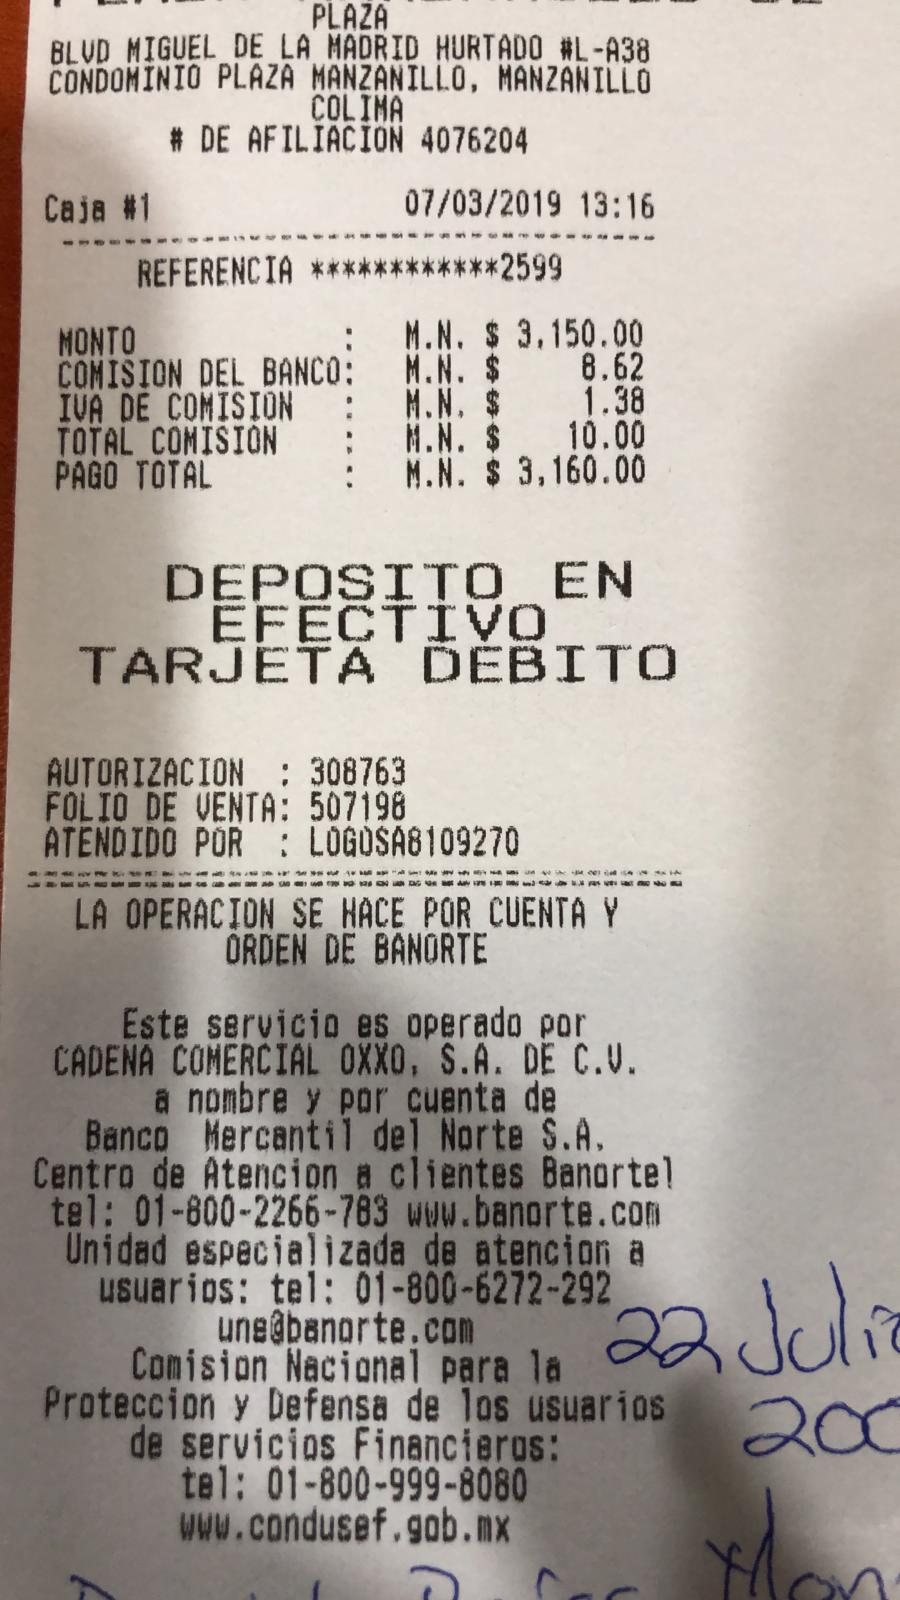 PLAZA
BLVD MIGUEL DE LA MADRID HURTADO #L-A38
CONDOMINIO PLAZA MANZANILLO, MANZANILLO
COLIMA
# DE AFILIACION 4076204
Caja #1 07/03/2019 13:16
REFERENCIA ************2599
MONTO : M.N. $ 3,150.00
COMISION DEL BANCO: M.N. $ 8.62
IVA DE COMISION : M.N. $ 1.38
TOTAL COMISION : M.N. $ 10.00
PAGO TOTAL : M.N. $ 3,160.00
DEPOSITO EN
EFECTIVO
TARJETA DEBITO
AUTORIZACION : 308763
FOLIO DE VENTA: 507198
ATENDIDO POR : LOGOSA8109270
LA OPERACION SE HACE POR CUENTA Y
ORDEN DE BANORTE
Este servicio es operado por
CADENA COMERCIAL OXXO, S.A. DE C.V.
a nombre y por cuenta de
Banco Mercantil del Norte S.A.
Centro de Atencion a clientes Banortel
tel: 01-800-2266-783 www.banorte.com
Unidad especializada de atencion a
usuarios: tel: 01-800-6272-292
une@banorte.com
Comision Nacional para la
Proteccion y Defensa de los usuarios
de servicios Financieros:
tel: 01-800-999-8080
www.condusef.gob.mx
22 Julio
200